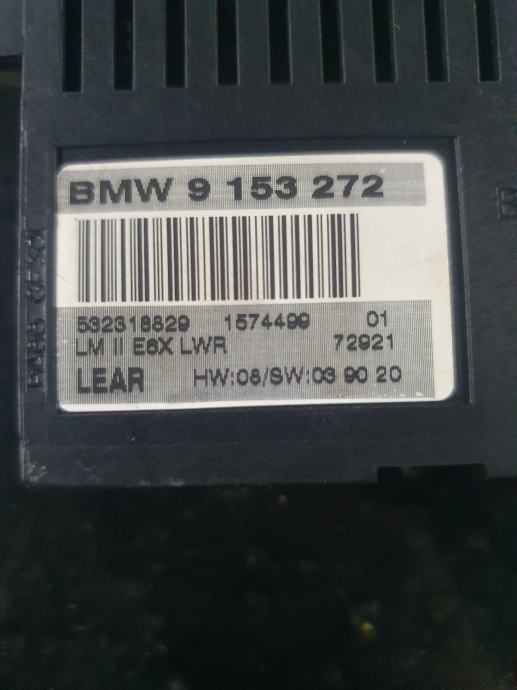 BMW 9 153 272
532318829 1574499 01
LM II E6X LWR 72921
LEAR HW:08/SW:03 90 20